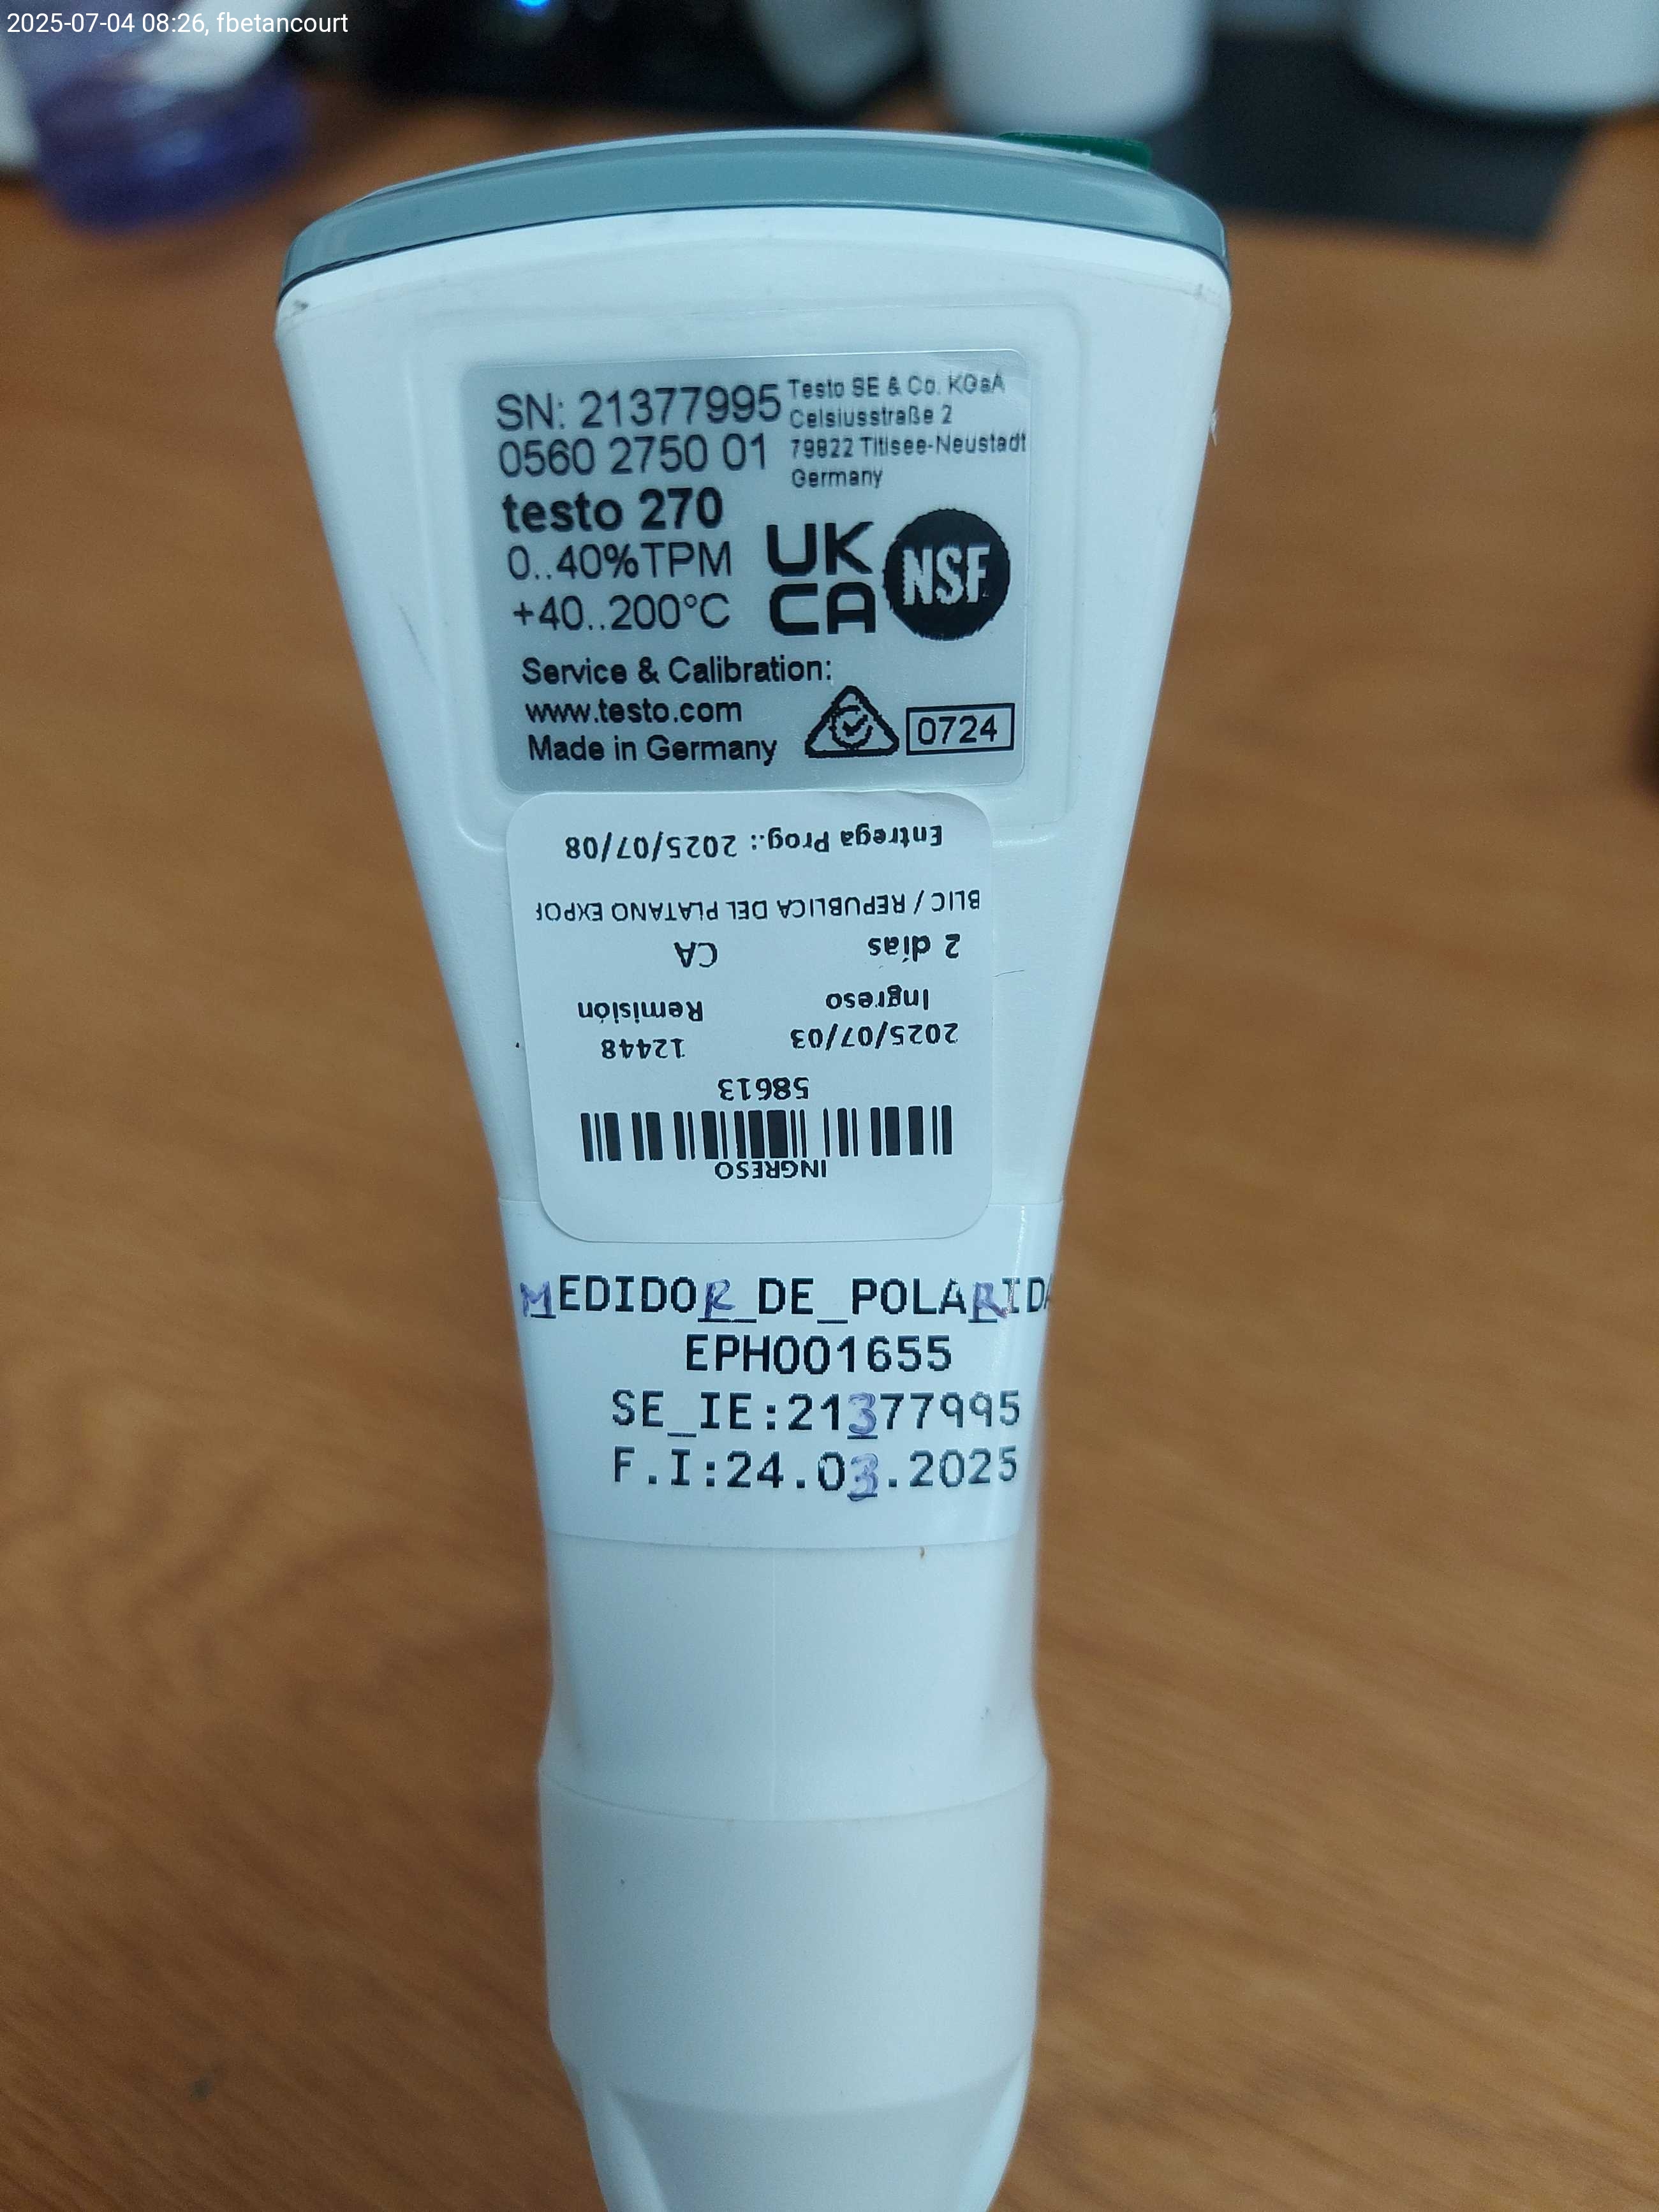 2025-07-04 08:26, fbetancourt
SN: 21377995
0560 2750 01
testo 270
0..40%TPM
+40..200°C
Testo SE & Co. KGaA
Celsiusstraße 2
79822 Titisee-Neustadt
Germany
UK
CA
NSF
Service & Calibration:
www.testo.com
Made in Germany
0724
INGRESO
58613
2025/07/03 12448
Ingreso Remisión
2 días CA
BLIC / REPUBLICA DEL PLATANO EXPOR
Entrega Prog.: 2025/07/08
MEDIDOR_DE_POLARIDA
EPH001655
SE_IE:21377995
F.I:24.03.2025